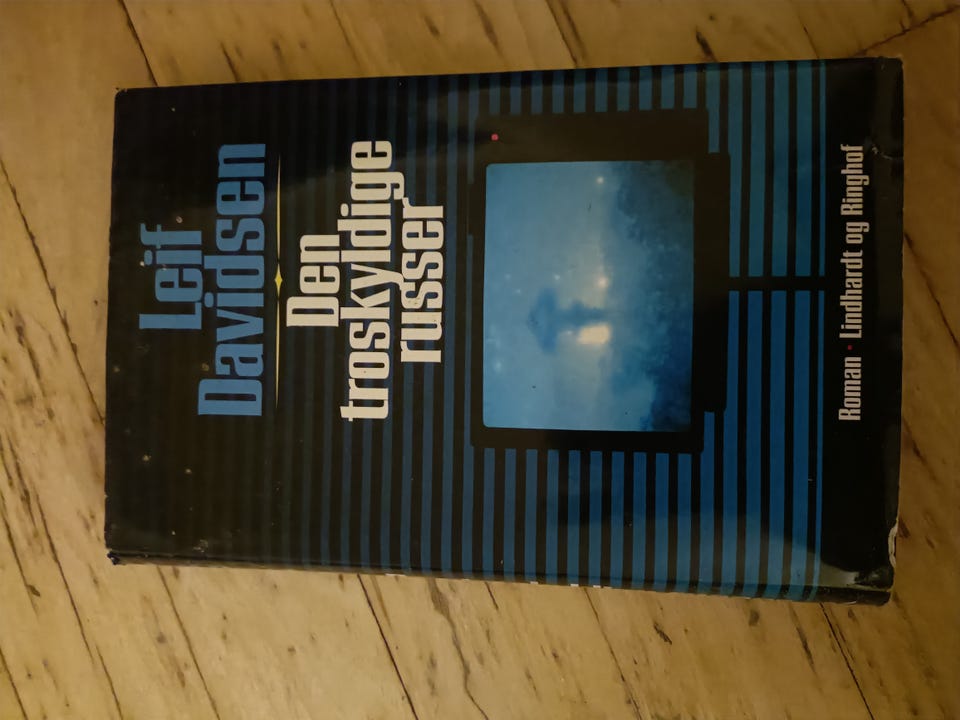 Leif
Davidsen
Den
troskyldige
russer
Roman · Lindhardt og Ringhof